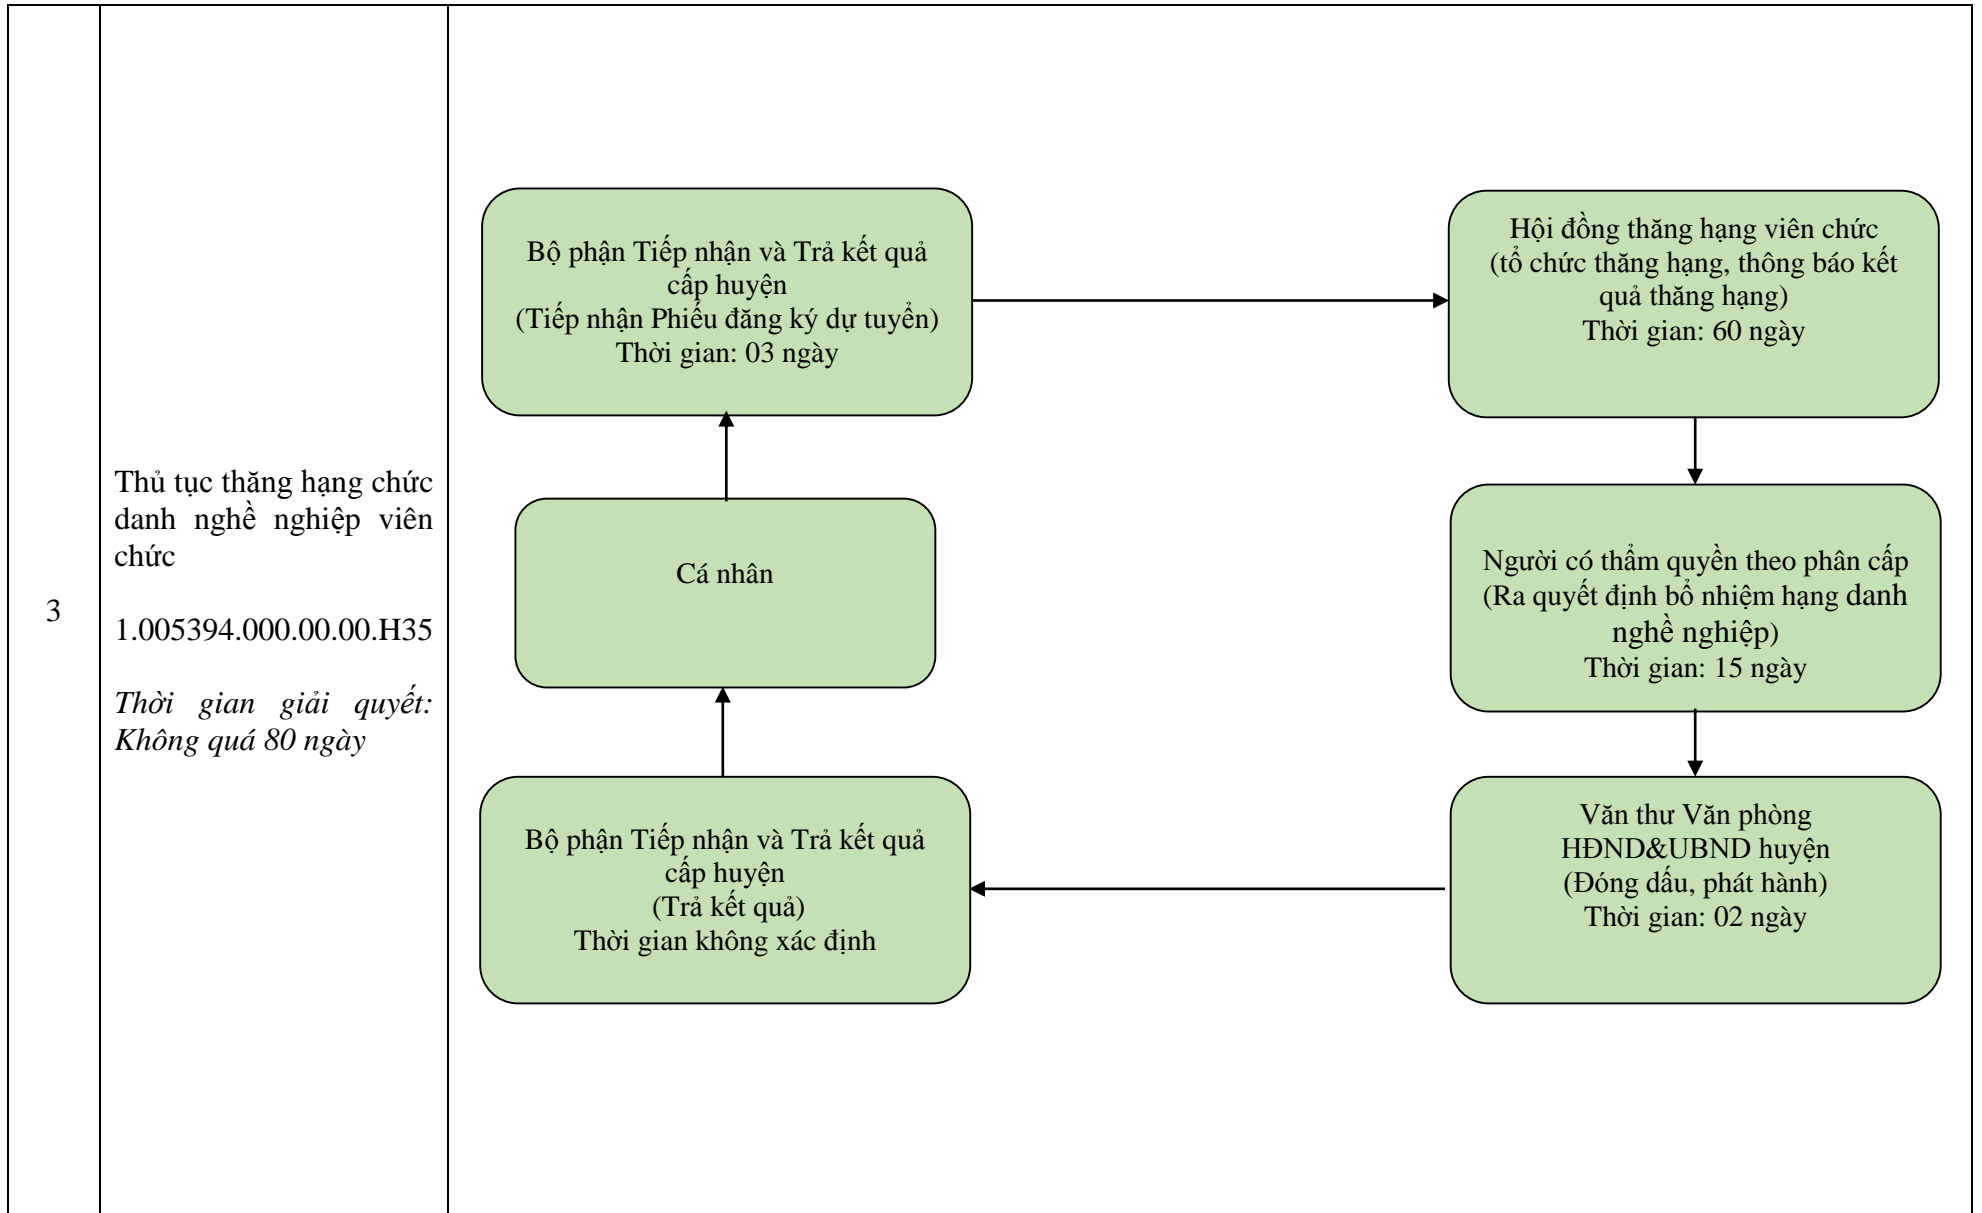 3
Thủ tục thăng hạng chức
danh nghề nghiệp viên
chức
1.005394.000.00.00.H35
Thời gian giải quyết:
Không quá 80 ngày
Bộ phận Tiếp nhận và Trả kết quả
cấp huyện
(Tiếp nhận Phiếu đăng ký dự tuyển)
Thời gian: 03 ngày
Hội đồng thăng hạng viên chức
(tổ chức thăng hạng, thông báo kết
quả thăng hạng)
Thời gian: 60 ngày
Cá nhân
Người có thẩm quyền theo phân cấp
(Ra quyết định bổ nhiệm hạng danh
nghề nghiệp)
Thời gian: 15 ngày
Bộ phận Tiếp nhận và Trả kết quả
cấp huyện
(Trả kết quả)
Thời gian không xác định
Văn thư Văn phòng
HĐND&UBND huyện
(Đóng dấu, phát hành)
Thời gian: 02 ngày